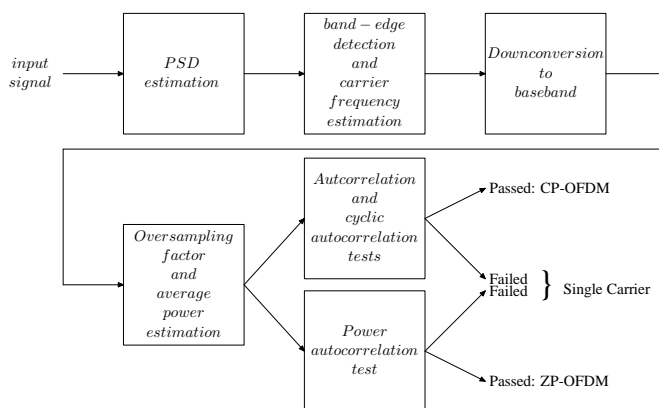 input
signal
PSD
estimation
band-edge
detection
and
carrier
frequency
estimation
Downconversion
to
baseband
Oversampling
factor
and
average
power
estimation
Autcorrelation
and
cyclic
autocorrelation
tests
Power
autocorrelation
test
Passed: CP-OFDM
Failed
Failed
} Single Carrier
Passed: ZP-OFDM